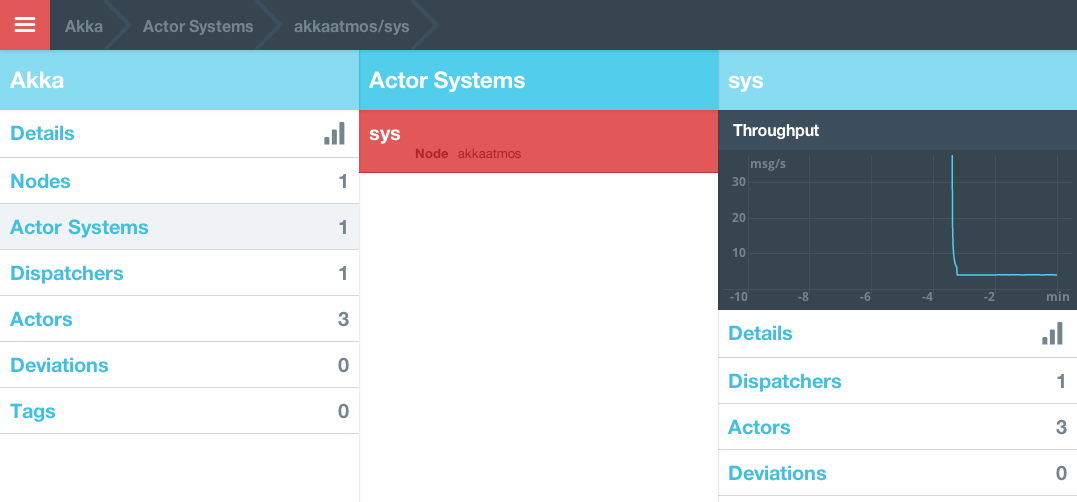 Akka
Actor Systems
akkaatmos/sys
Akka
Details
Nodes 1
Actor Systems 1
Dispatchers 1
Actors 3
Deviations 0
Tags 0
Actor Systems
sys
Node akkaatmos
sys
Throughput
msg/s
30
20
10
-10 -8 -6 -4 -2 min
Details
Dispatchers 1
Actors 3
Deviations 0